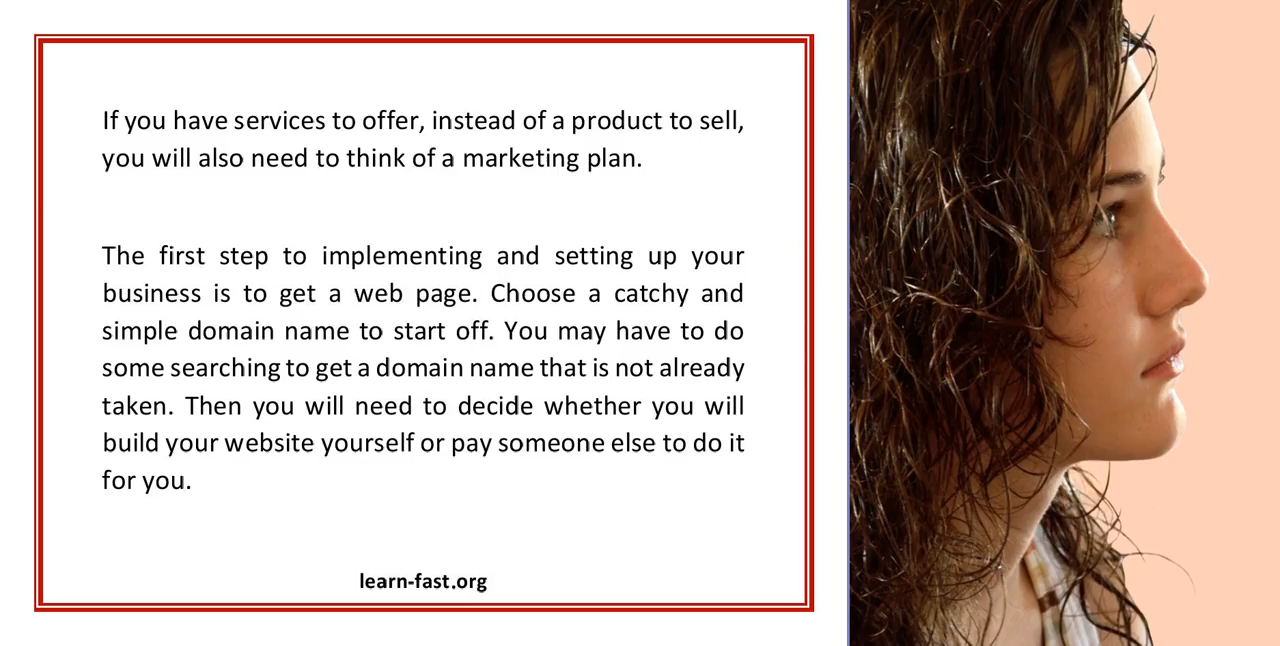 If you have services to offer, instead of a product to sell,
you will also need to think of a marketing plan.
The first step to implementing and setting up your
business is to get a web page. Choose a catchy and
simple domain name to start off. You may have to do
some searching to get a domain name that is not already
taken. Then you will need to decide whether you will
build your website yourself or pay someone else to do it
for you.
learn-fast.org